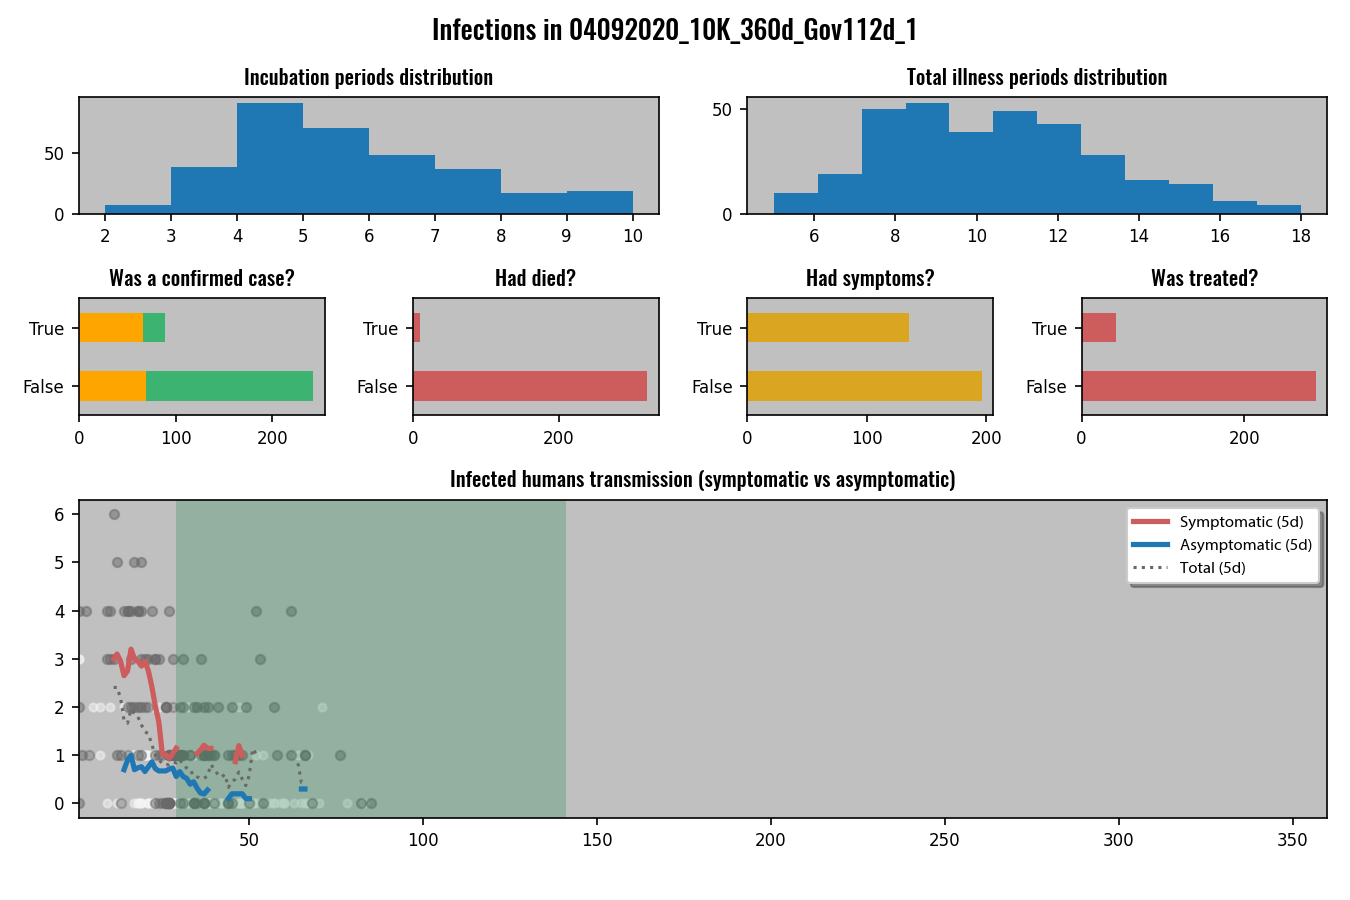 Infections in 04092020_10K_360d_Gov112d_1
Incubation periods distribution
Total illness periods distribution
50
0
2 3 4 5 6 7 8 9 10
50
0
6 8 10 12 14 16 18
Was a confirmed case?
Had died?
Had symptoms?
Was treated?
True
False
0 100 200
True
False
0 200
True
False
0 100 200
True
False
0 200
Infected humans transmission (symptomatic vs asymptomatic)
6
5
4
3
2
1
0
Symptomatic (5d)
Asymptomatic (5d)
Total (5d)
50 100 150 200 250 300 350